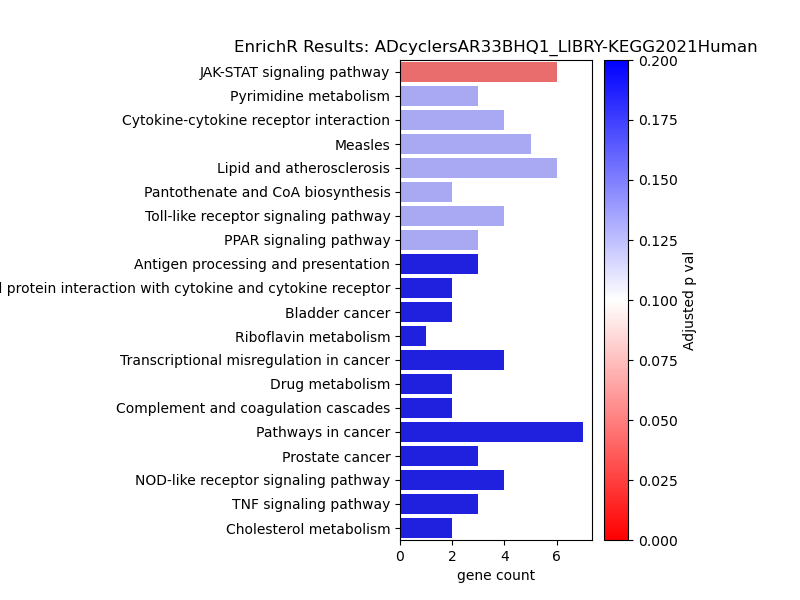 EnrichR Results: ADcyclersAR33BHQ1_LIBRY-KEGG2021Human
JAK-STAT signaling pathway
Pyrimidine metabolism
Cytokine-cytokine receptor interaction
Measles
Lipid and atherosclerosis
Pantothenate and CoA biosynthesis
Toll-like receptor signaling pathway
PPAR signaling pathway
Antigen processing and presentation
protein interaction with cytokine and cytokine receptor
Bladder cancer
Riboflavin metabolism
Transcriptional misregulation in cancer
Drug metabolism
Complement and coagulation cascades
Pathways in cancer
Prostate cancer
NOD-like receptor signaling pathway
TNF signaling pathway
Cholesterol metabolism
0 2 4 6
gene count
0.200
0.175
0.150
0.125
0.100
0.075
0.050
0.025
0.000
Adjusted p val